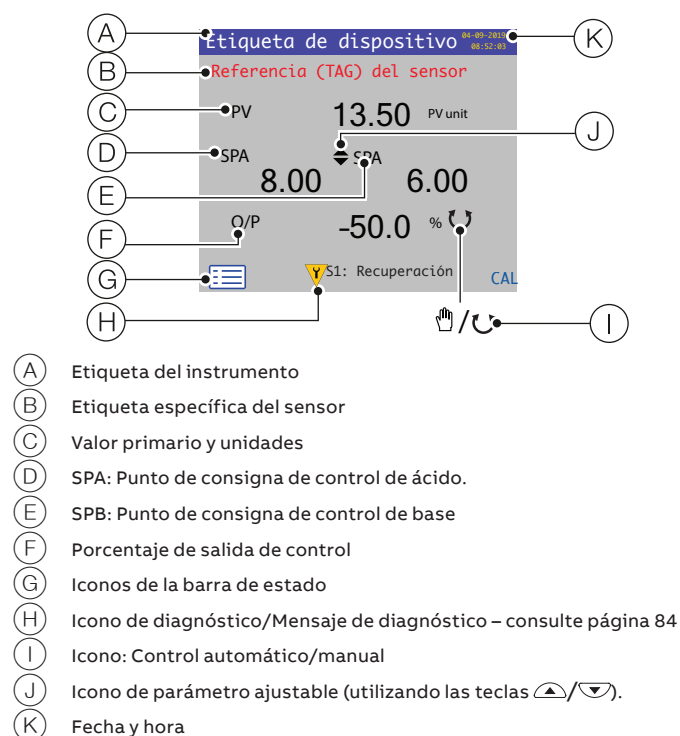 A Etiqueta de dispositivo 04-09-2019 08:52:03 K
B Referencia (TAG) del sensor
C PV 13.50 PV unit
D SPA SPA J
E 8.00 6.00
F O/P -50.0 %
G S1: Recuperación CAL
H / I
A Etiqueta del instrumento
B Etiqueta específica del sensor
C Valor primario y unidades
D SPA: Punto de consigna de control de ácido.
E SPB: Punto de consigna de control de base
F Porcentaje de salida de control
G Iconos de la barra de estado
H Icono de diagnóstico/Mensaje de diagnóstico – consulte página 84
I Icono: Control automático/manual
J Icono de parámetro ajustable (utilizando las teclas / ).
K Fecha y hora